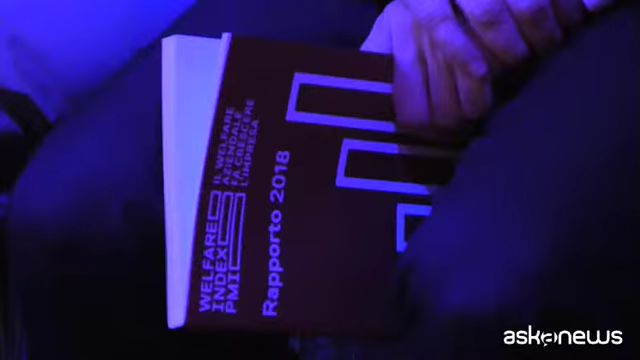 WELFARE
INDEX
PMI
IL WELFARE
AZIENDALE
FA CRESCERE
L'IMPRESA
Rapporto 2018
askanews